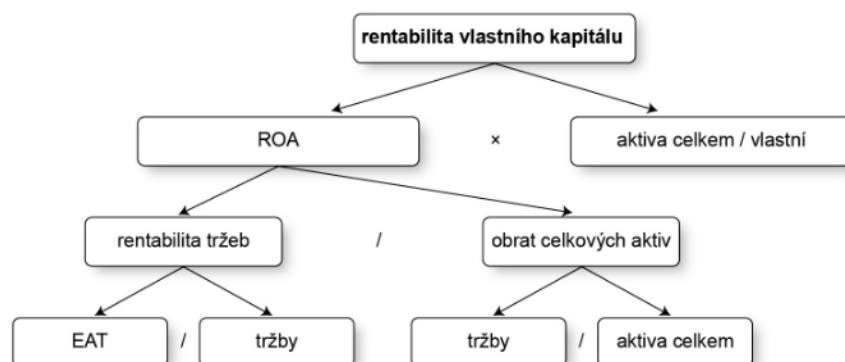 rentabilita vlastního kapitálu
ROA × aktiva celkem / vlastní
rentabilita tržeb / obrat celkových aktiv
EAT / tržby tržby / aktiva celkem